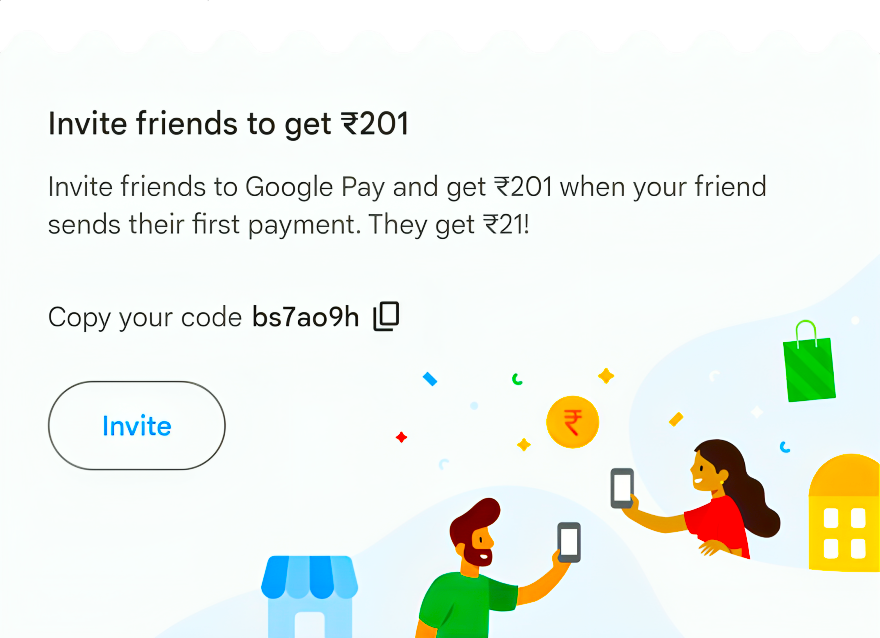 Invite friends to get ₹201
Invite friends to Google Pay and get ₹201 when your friend
sends their first payment. They get ₹21!
Copy your code bs7ao9h
Invite
₹